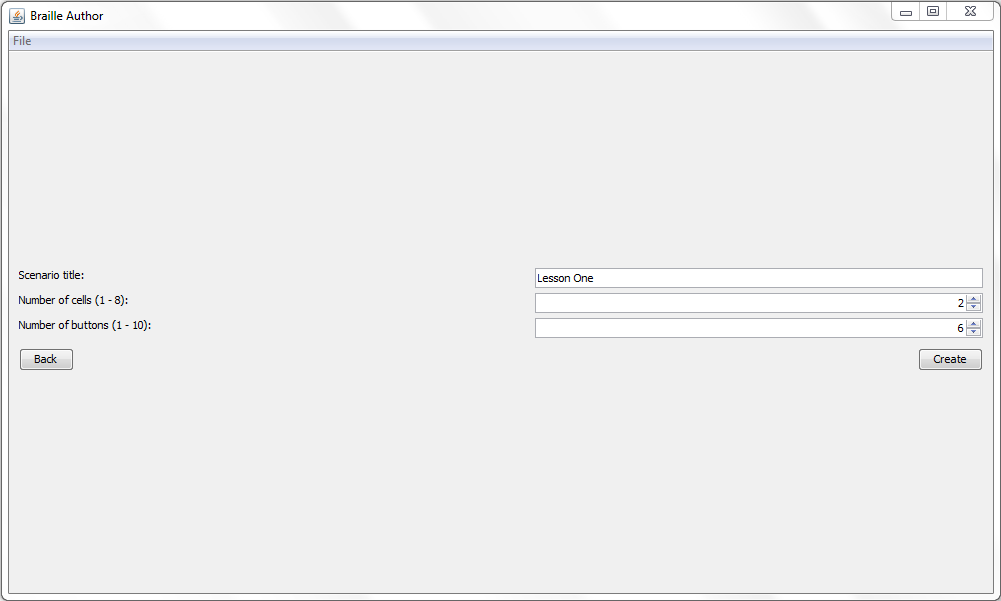 Braille Author
File
Scenario title:
Lesson One
Number of cells (1 - 8):
2
Number of buttons (1 - 10):
6
Back
Create